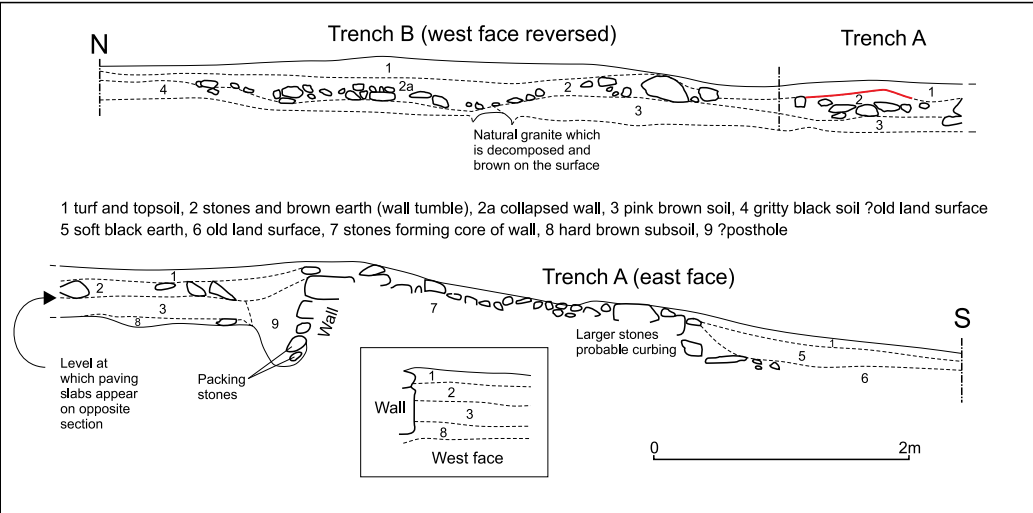 Trench B (west face reversed)
Trench A
N
1
1
2a
2
2
4
3
3
Natural granite which
is decomposed and
brown on the surface
1 turf and topsoil, 2 stones and brown earth (wall tumble), 2a collapsed wall, 3 pink brown soil, 4 gritty black soil ?old land surface
5 soft black earth, 6 old land surface, 7 stones forming core of wall, 8 hard brown subsoil, 9 ?posthole
Trench A (east face)
1
2
3
8
9
Wall
7
S
Larger stones
probable curbing
1
5
6
Level at
which paving
slabs appear
on opposite
section
Packing
stones
1
2
Wall
3
8
West face
0
2m